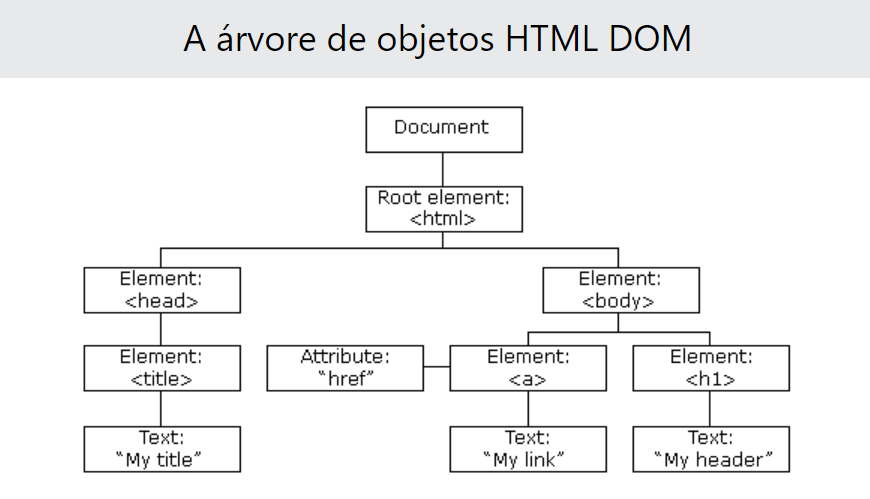 A árvore de objetos HTML DOM
Document
Root element:
<html>
Element:
<head>
Element:
<body>
Element:
<title>
Attribute:
“href”
Element:
<a>
Element:
<h1>
Text:
“My title”
Text:
“My link”
Text:
“My header”